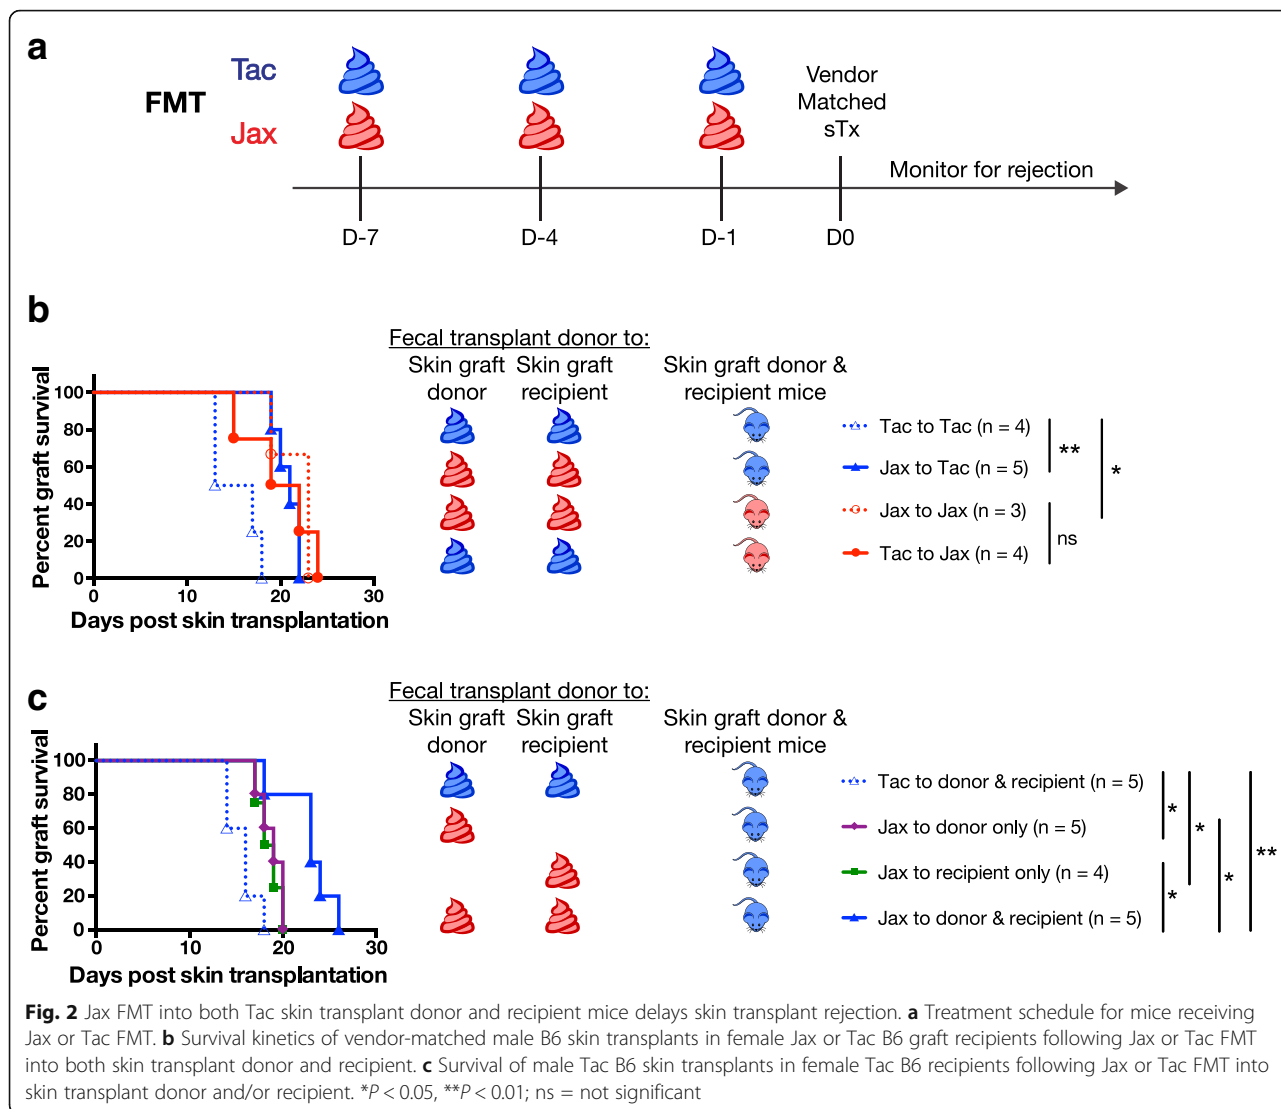 a
Tac
FMT
Jax
Vendor
Matched
sTx
Monitor for rejection
D-7 D-4 D-1 D0
b
Fecal transplant donor to:
Skin graft donor
Skin graft recipient
Skin graft donor &
recipient mice
Percent graft survival
100
80
60
40
20
0
0 10 20 30
Days post skin transplantation
Tac to Tac (n = 4)
Jax to Tac (n = 5)
Jax to Jax (n = 3)
Tac to Jax (n = 4)
**
*
ns
c
Fecal transplant donor to:
Skin graft donor
Skin graft recipient
Skin graft donor &
recipient mice
Percent graft survival
100
80
60
40
20
0
0 10 20 30
Days post skin transplantation
Tac to donor & recipient (n = 5)
Jax to donor only (n = 5)
Jax to recipient only (n = 4)
Jax to donor & recipient (n = 5)
*
*
*
*
**
Fig. 2 Jax FMT into both Tac skin transplant donor and recipient mice delays skin transplant rejection. a Treatment schedule for mice receiving
Jax or Tac FMT. b Survival kinetics of vendor-matched male B6 skin transplants in female Jax or Tac B6 graft recipients following Jax or Tac FMT
into both skin transplant donor and recipient. c Survival of male Tac B6 skin transplants in female Tac B6 recipients following Jax or Tac FMT into
skin transplant donor and/or recipient. *P < 0.05, **P < 0.01; ns = not significant